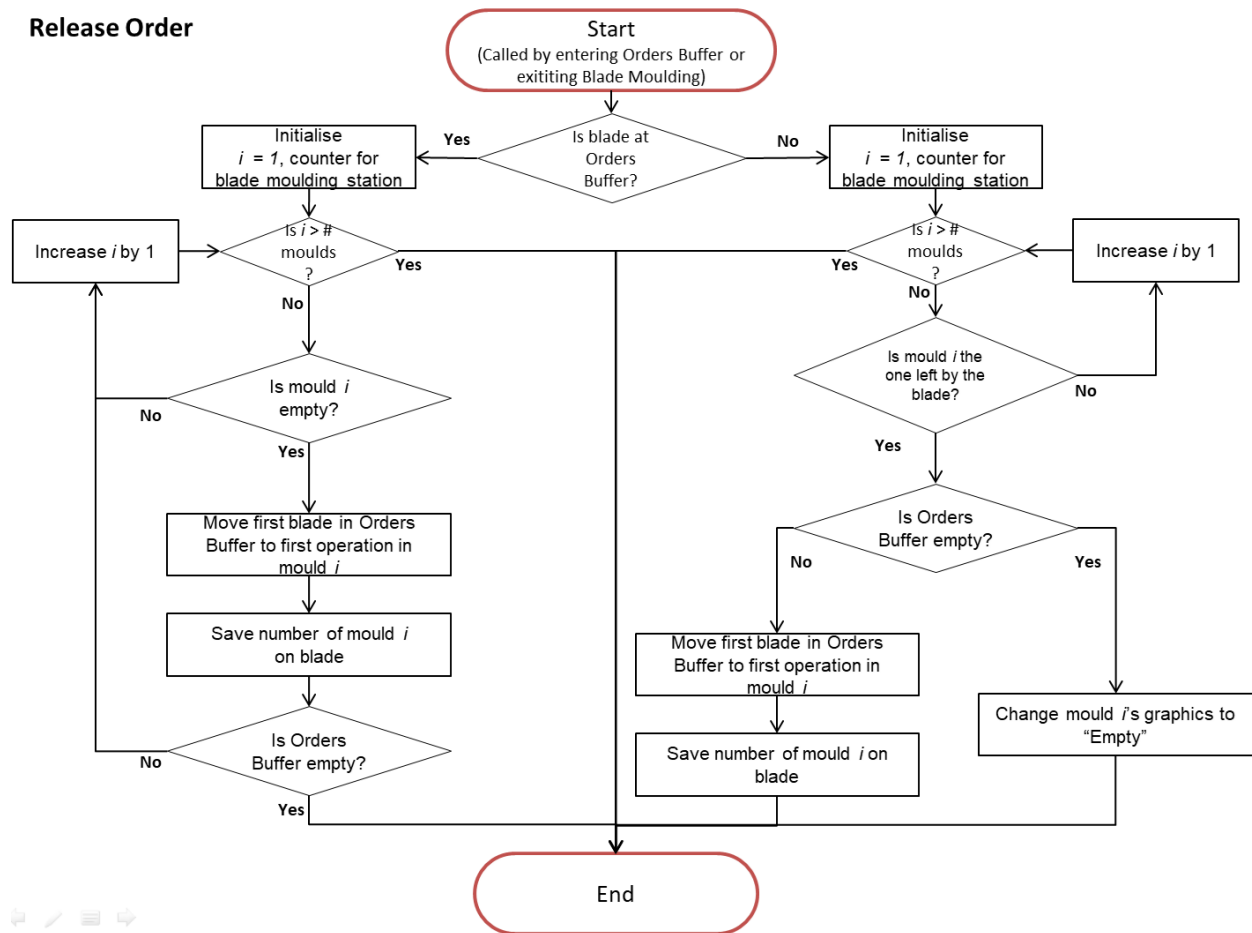 Release Order
Start
(Called by entering Orders Buffer or
exititing Blade Moulding)
Is blade at
Orders
Buffer?
Yes
No
Initialise
i = 1, counter for
blade moulding station
Is i > #
moulds
?
Yes
No
Increase i by 1
Is mould i
empty?
No
Yes
Move first blade in Orders
Buffer to first operation in
mould i
Save number of mould i
on blade
Is Orders
Buffer empty?
No
Yes
Initialise
i = 1, counter for
blade moulding station
Is i > #
moulds
?
Yes
No
Increase i by 1
Is mould i the
one left by the
blade?
No
Yes
Is Orders
Buffer empty?
No
Yes
Move first blade in Orders
Buffer to first operation in
mould i
Save number of mould i on
blade
Change mould i’s graphics to
“Empty”
End